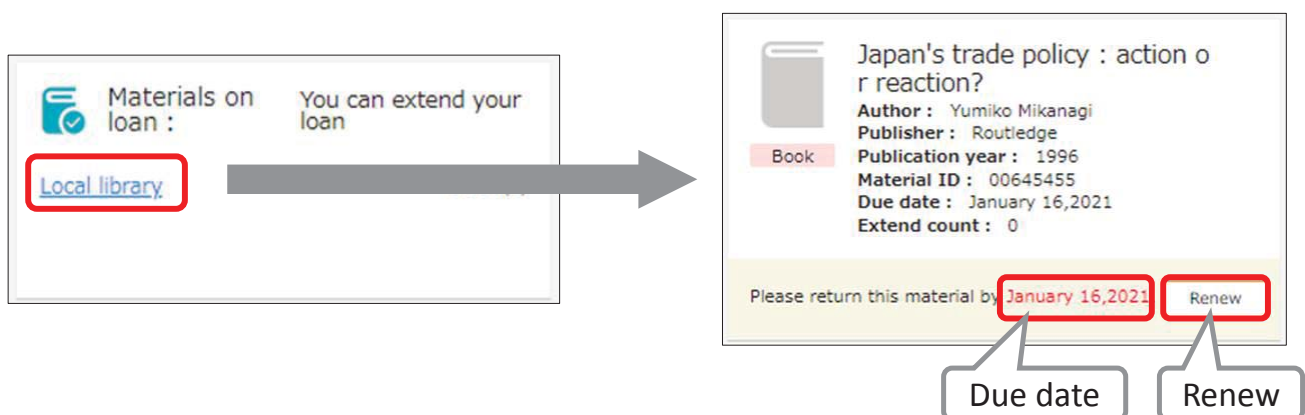 Materials on loan :
You can extend your loan
Local library
Japan's trade policy : action o
r reaction?
Author : Yumiko Mikanagi
Publisher : Routledge
Book
Publication year : 1996
Material ID : 00645455
Due date : January 16,2021
Extend count : 0
Please return this material by January 16,2021
Renew
Due date
Renew